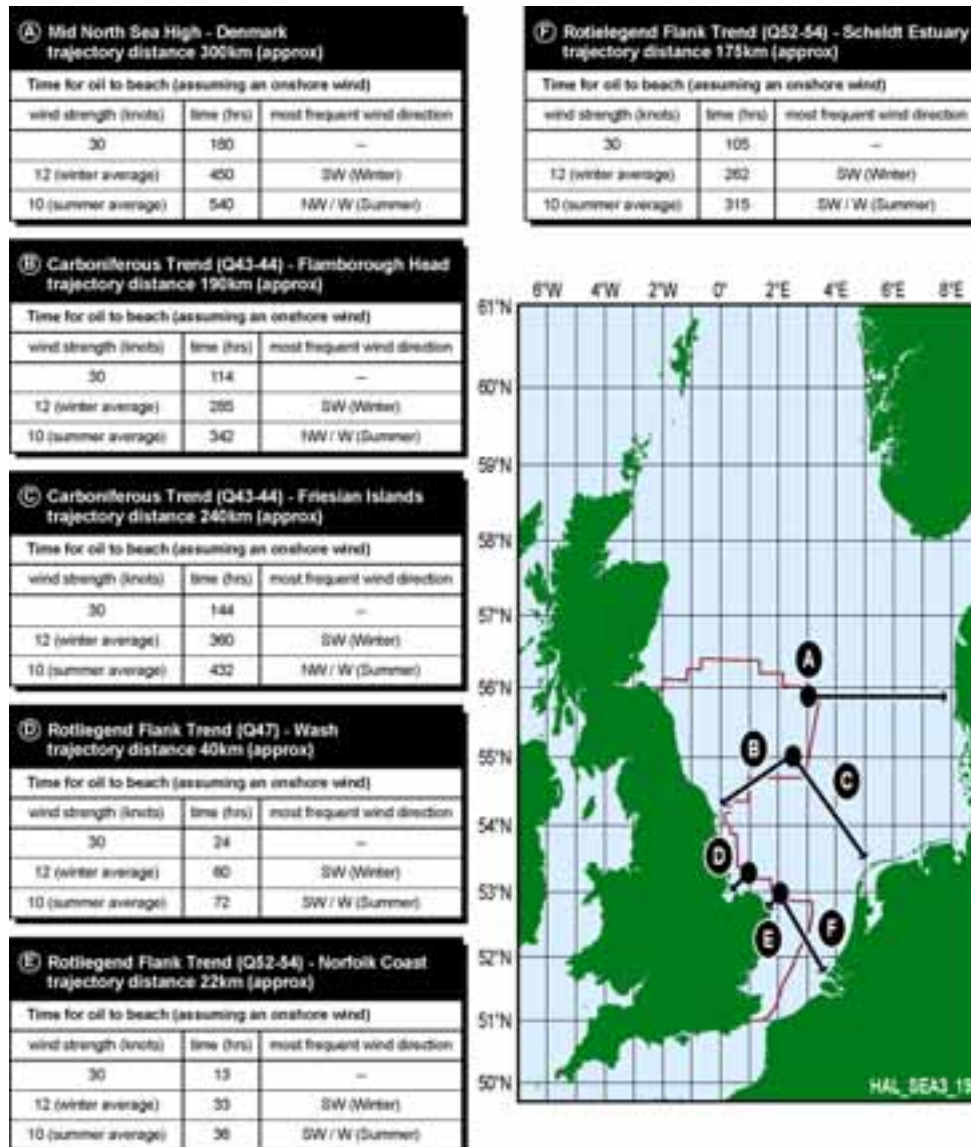 A Mid North Sea High - Denmark
trajectory distance 300km (approx)
Time for oil to beach (assuming an onshore wind)
wind strength (knots) time (hrs) most frequent wind direction
30 180 –
12 (winter average) 450 SW (Winter)
10 (summer average) 540 NW / W (Summer)
B Carboniferous Trend (Q43-44) - Flamborough Head
trajectory distance 190km (approx)
Time for oil to beach (assuming an onshore wind)
wind strength (knots) time (hrs) most frequent wind direction
30 114 –
12 (winter average) 285 SW (Winter)
10 (summer average) 342 NW / W (Summer)
C Carboniferous Trend (Q43-44) - Friesian Islands
trajectory distance 240km (approx)
Time for oil to beach (assuming an onshore wind)
wind strength (knots) time (hrs) most frequent wind direction
30 144 –
12 (winter average) 360 SW (Winter)
10 (summer average) 432 NW / W (Summer)
D Rotliegend Flank Trend (Q47) - Wash
trajectory distance 40km (approx)
Time for oil to beach (assuming an onshore wind)
wind strength (knots) time (hrs) most frequent wind direction
30 24 –
12 (winter average) 60 SW (Winter)
10 (summer average) 72 SW / W (Summer)
E Rotliegend Flank Trend (Q52-54) - Norfolk Coast
trajectory distance 22km (approx)
Time for oil to beach (assuming an onshore wind)
wind strength (knots) time (hrs) most frequent wind direction
30 13 –
12 (winter average) 33 SW (Winter)
10 (summer average) 36 SW / W (Summer)
F Rotlelegend Flank Trend (Q52-54) - Scheldt Estuary
trajectory distance 175km (approx)
Time for oil to beach (assuming an onshore wind)
wind strength (knots) time (hrs) most frequent wind direction
30 105 –
12 (winter average) 262 SW (Winter)
10 (summer average) 315 SW / W (Summer)
6°W 4°W 2°W 0° 2°E 4°E 6°E 8°E
61°N
60°N
59°N
58°N
57°N
A
56°N
B
55°N
C
54°N
D
53°N
E F
52°N
51°N
50°N
HAL_SEA3_19